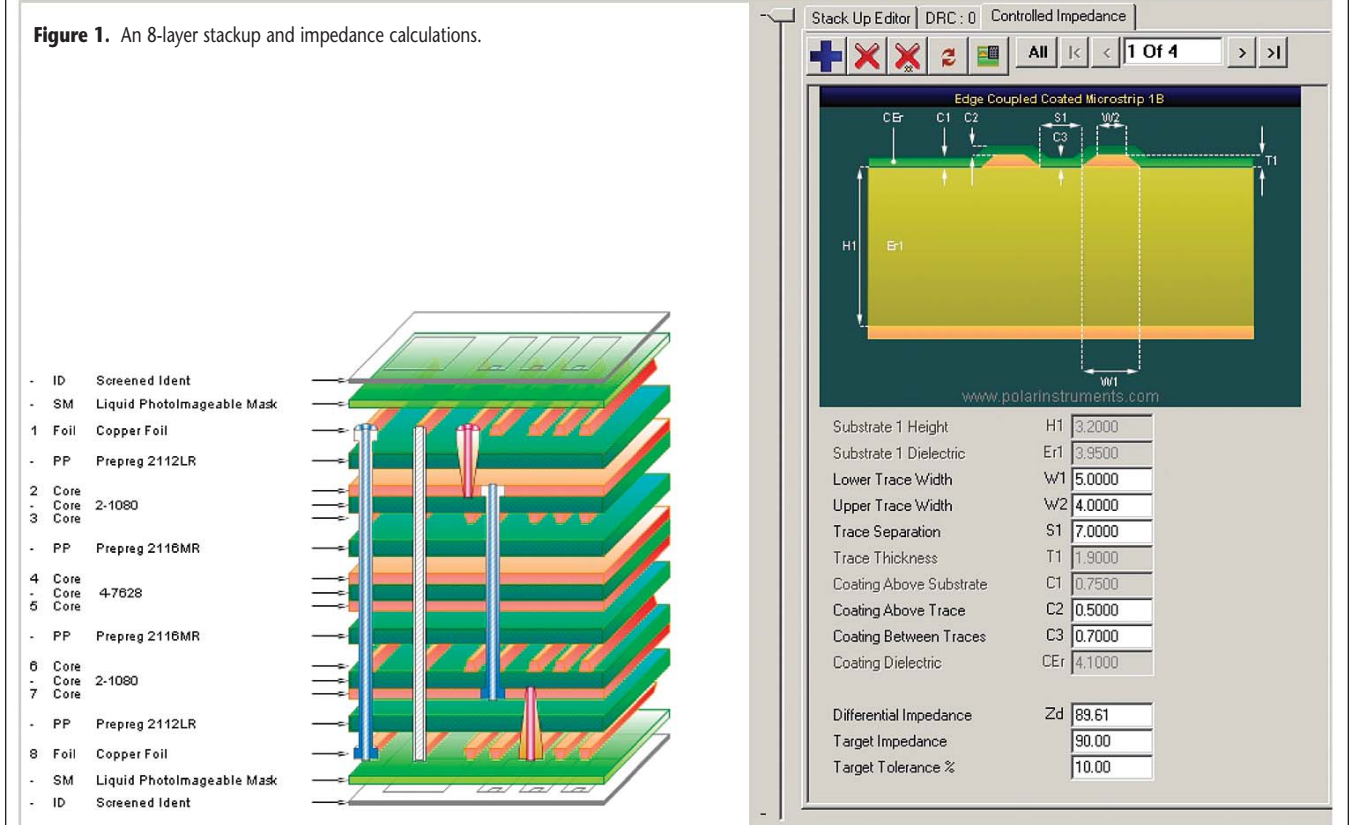 Figure 1. An 8-layer stackup and impedance calculations.
- ID Screened Ident
- SM Liquid PhotoImageable Mask
1 Foil Copper Foil
- PP Prepreg 2112LR
2 Core
- Core 2-1080
3 Core
- PP Prepreg 2116MR
4 Core
- Core 4-7628
5 Core
- PP Prepreg 2116MR
6 Core
- Core 2-1080
7 Core
- PP Prepreg 2112LR
8 Foil Copper Foil
- SM Liquid PhotoImageable Mask
- ID Screened Ident
Stack Up Editor DRC : 0 Controlled Impedance
All |< < 1 Of 4 > >|
Edge Coupled Coated Microstrip 1B
CEr C1 C2 S1 W2
C3
T1
H1 Er1
W1
www.polarinstruments.com
Substrate 1 Height H1 3.2000
Substrate 1 Dielectric Er1 3.9500
Lower Trace Width W1 5.0000
Upper Trace Width W2 4.0000
Trace Separation S1 7.0000
Trace Thickness T1 1.9000
Coating Above Substrate C1 0.7500
Coating Above Trace C2 0.5000
Coating Between Traces C3 0.7000
Coating Dielectric CEr 4.1000
Differential Impedance Zd 89.61
Target Impedance 90.00
Target Tolerance % 10.00